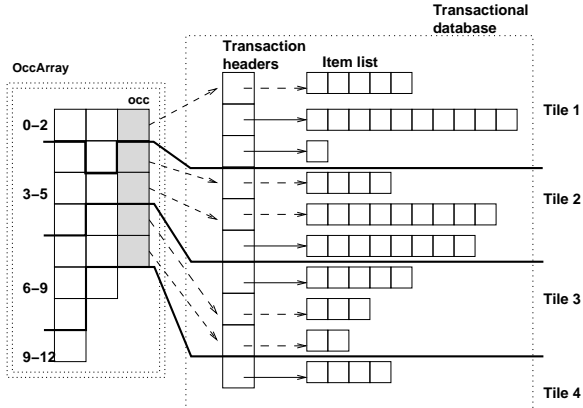 Transactional
database
Transaction
headers
Item list
OccArray
occ
0–2
3–5
6–9
9–12
Tile 1
Tile 2
Tile 3
Tile 4